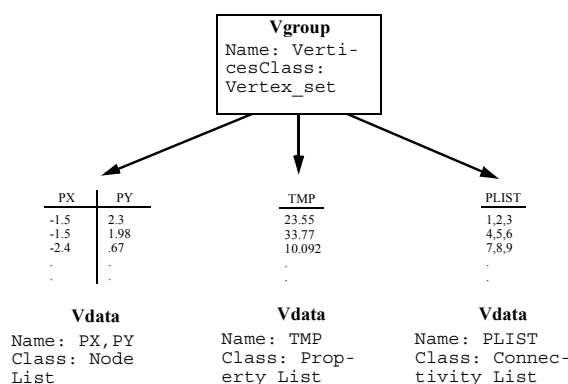 Vgroup
Name: Verti-
cesClass:
Vertex_set
PX PY
-1.5 2.3
-1.5 1.98
-2.4 .67
. .
. .
TMP
23.55
33.77
10.092
.
.
PLIST
1,2,3
4,5,6
7,8,9
.
.
Vdata
Name: PX,PY
Class: Node
List
Vdata
Name: TMP
Class: Prop-
erty List
Vdata
Name: PLIST
Class: Connec-
tivity List